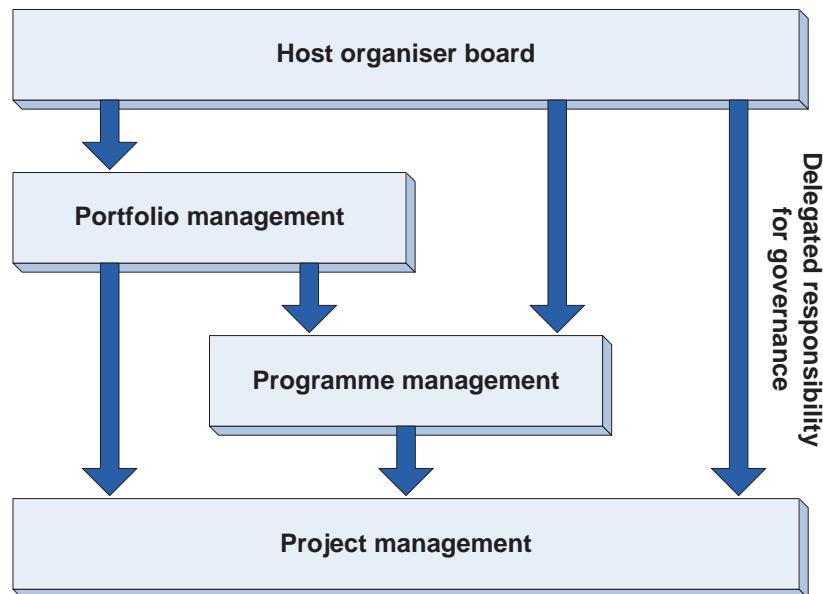 Host organiser board
Portfolio management
Programme management
Project management
Delegated responsibility
for governance